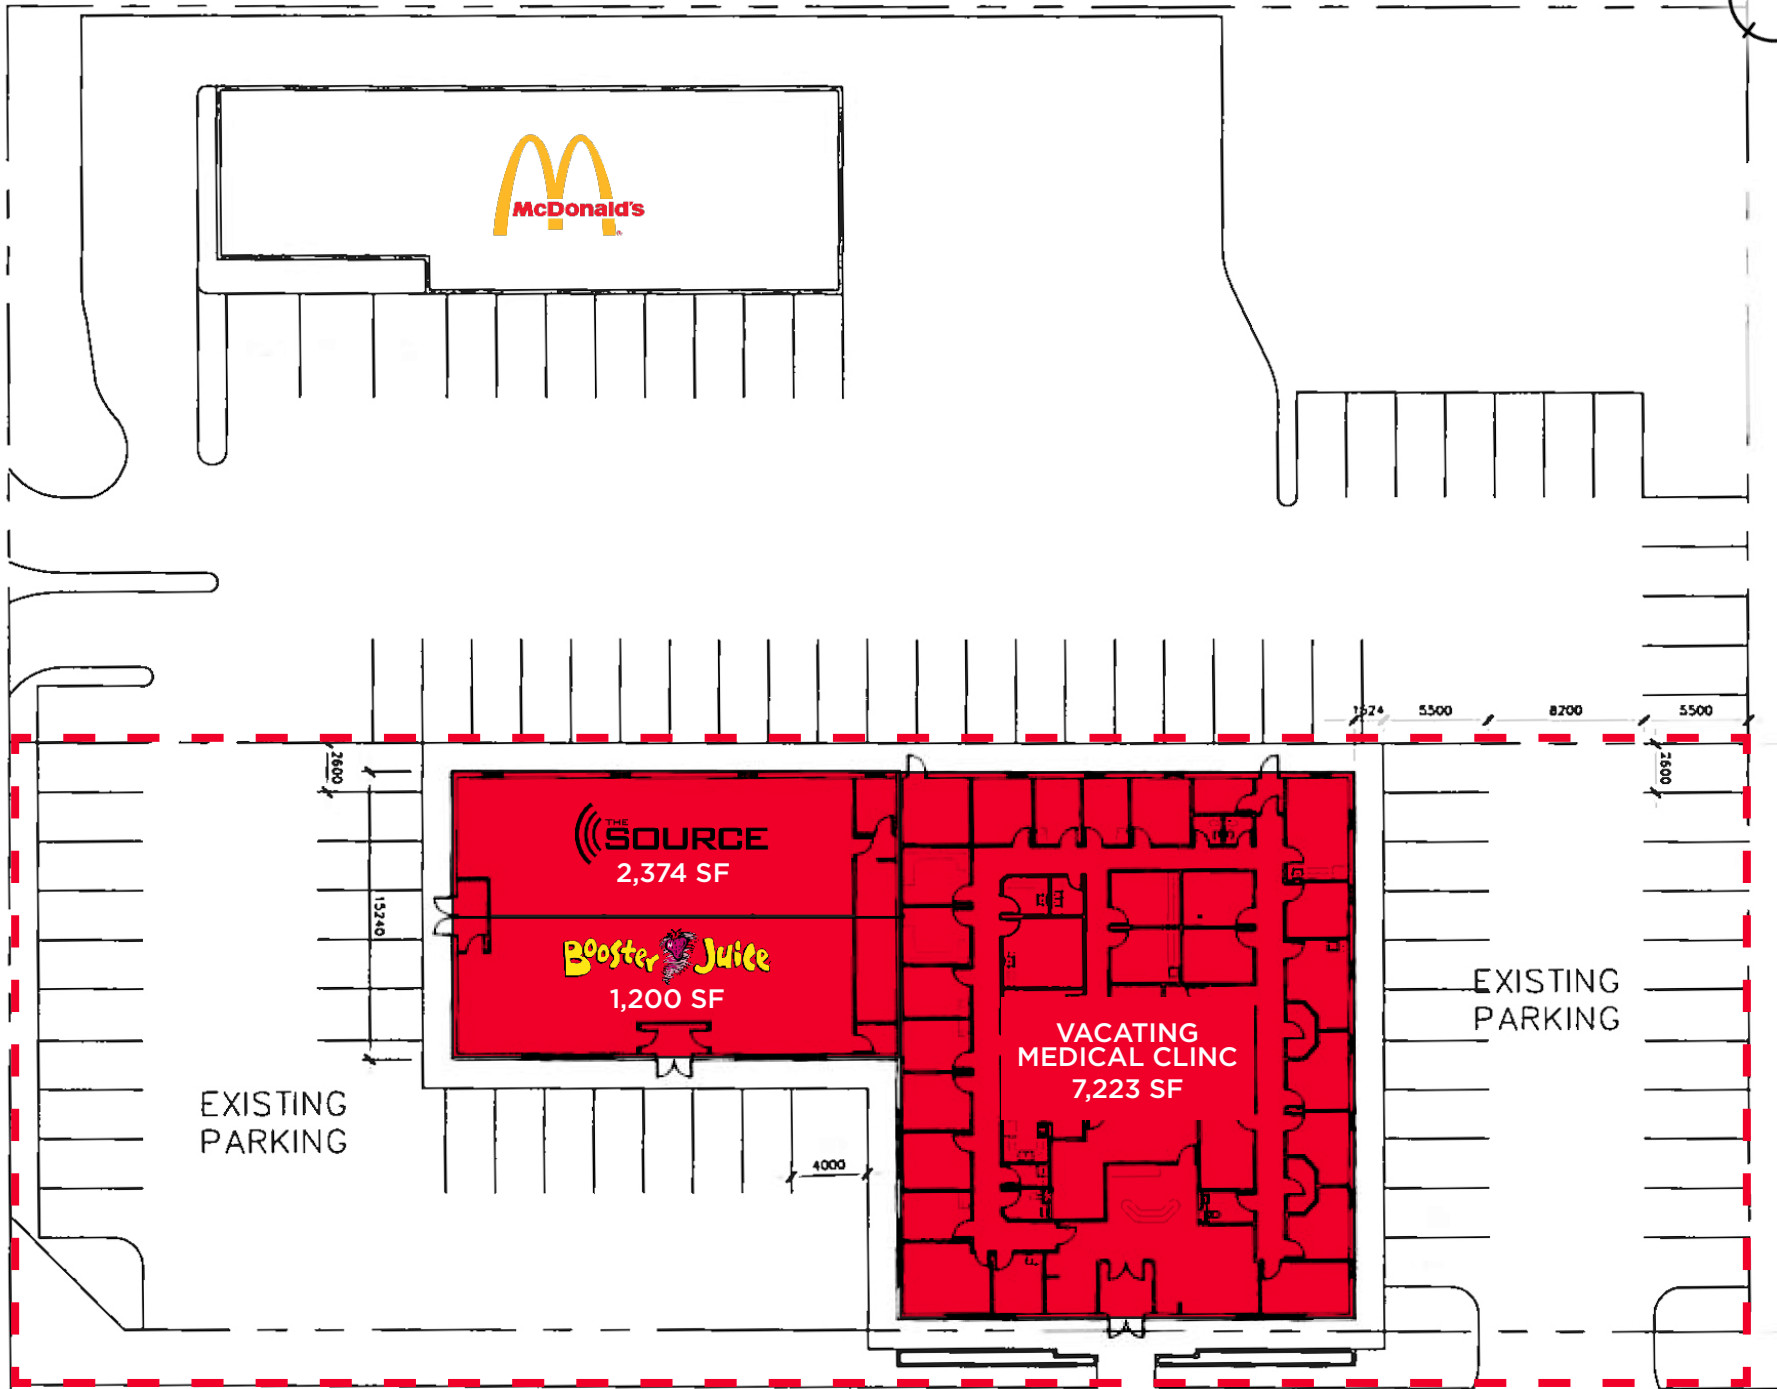 McDonald's
1524
5500
8200
5500
2600
2600
THE
SOURCE
2,374 SF
15240
Booster Juice
1,200 SF
EXISTING
PARKING
VACATING
MEDICAL CLINC
7,223 SF
EXISTING
PARKING
4000